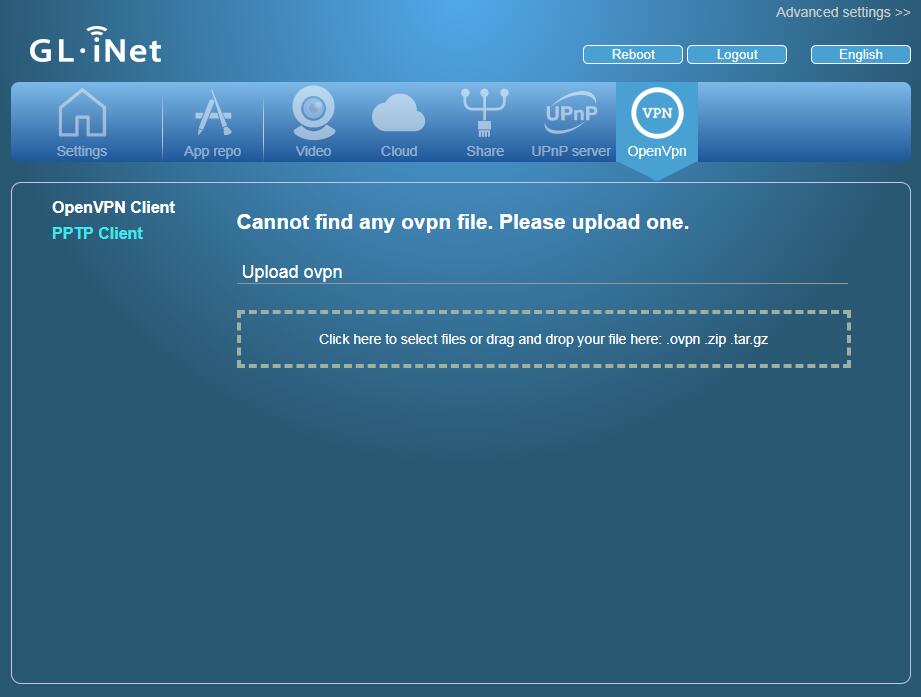 Advanced settings >>
GL·iNet
Reboot
Logout
English
Settings
App repo
Video
Cloud
Share
UPnP
UPnP server
VPN
OpenVpn
OpenVPN Client
PPTP Client
Cannot find any ovpn file. Please upload one.
Upload ovpn
Click here to select files or drag and drop your file here: .ovpn .zip .tar.gz